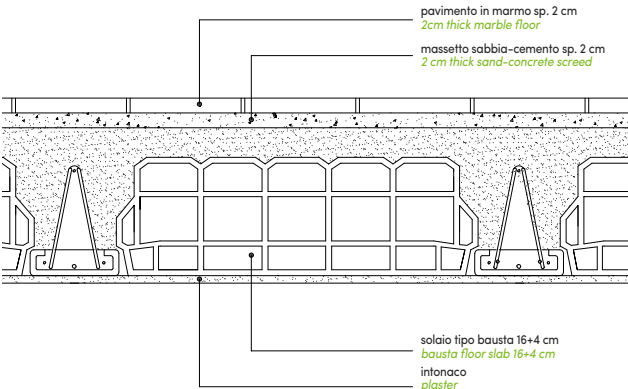 pavimento in marmo sp. 2 cm
2cm thick marble floor
massetto sabbia-cemento sp. 2 cm
2 cm thick sand-concrete screed
solaio tipo bausta 16+4 cm
bausta floor slab 16+4 cm
intonaco
plaster